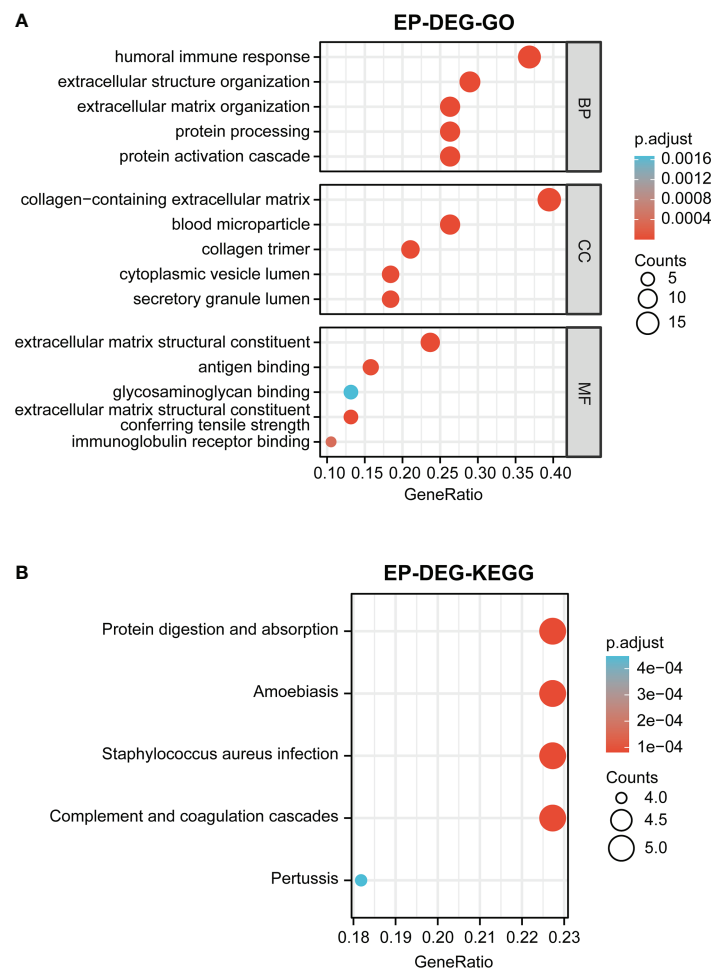 A
EP-DEG-GO
humoral immune response
extracellular structure organization
extracellular matrix organization
protein processing
protein activation cascade
BP
collagen−containing extracellular matrix
blood microparticle
collagen trimer
cytoplasmic vesicle lumen
secretory granule lumen
CC
extracellular matrix structural constituent
antigen binding
glycosaminoglycan binding
extracellular matrix structural constituent
conferring tensile strength
immunoglobulin receptor binding
MF
0.10 0.15 0.20 0.25 0.30 0.35 0.40
GeneRatio
p.adjust
0.0016
0.0012
0.0008
0.0004
Counts
5
10
15
B
EP-DEG-KEGG
Protein digestion and absorption
Amoebiasis
Staphylococcus aureus infection
Complement and coagulation cascades
Pertussis
0.18 0.19 0.20 0.21 0.22 0.23
GeneRatio
p.adjust
4e−04
3e−04
2e−04
1e−04
Counts
4.0
4.5
5.0